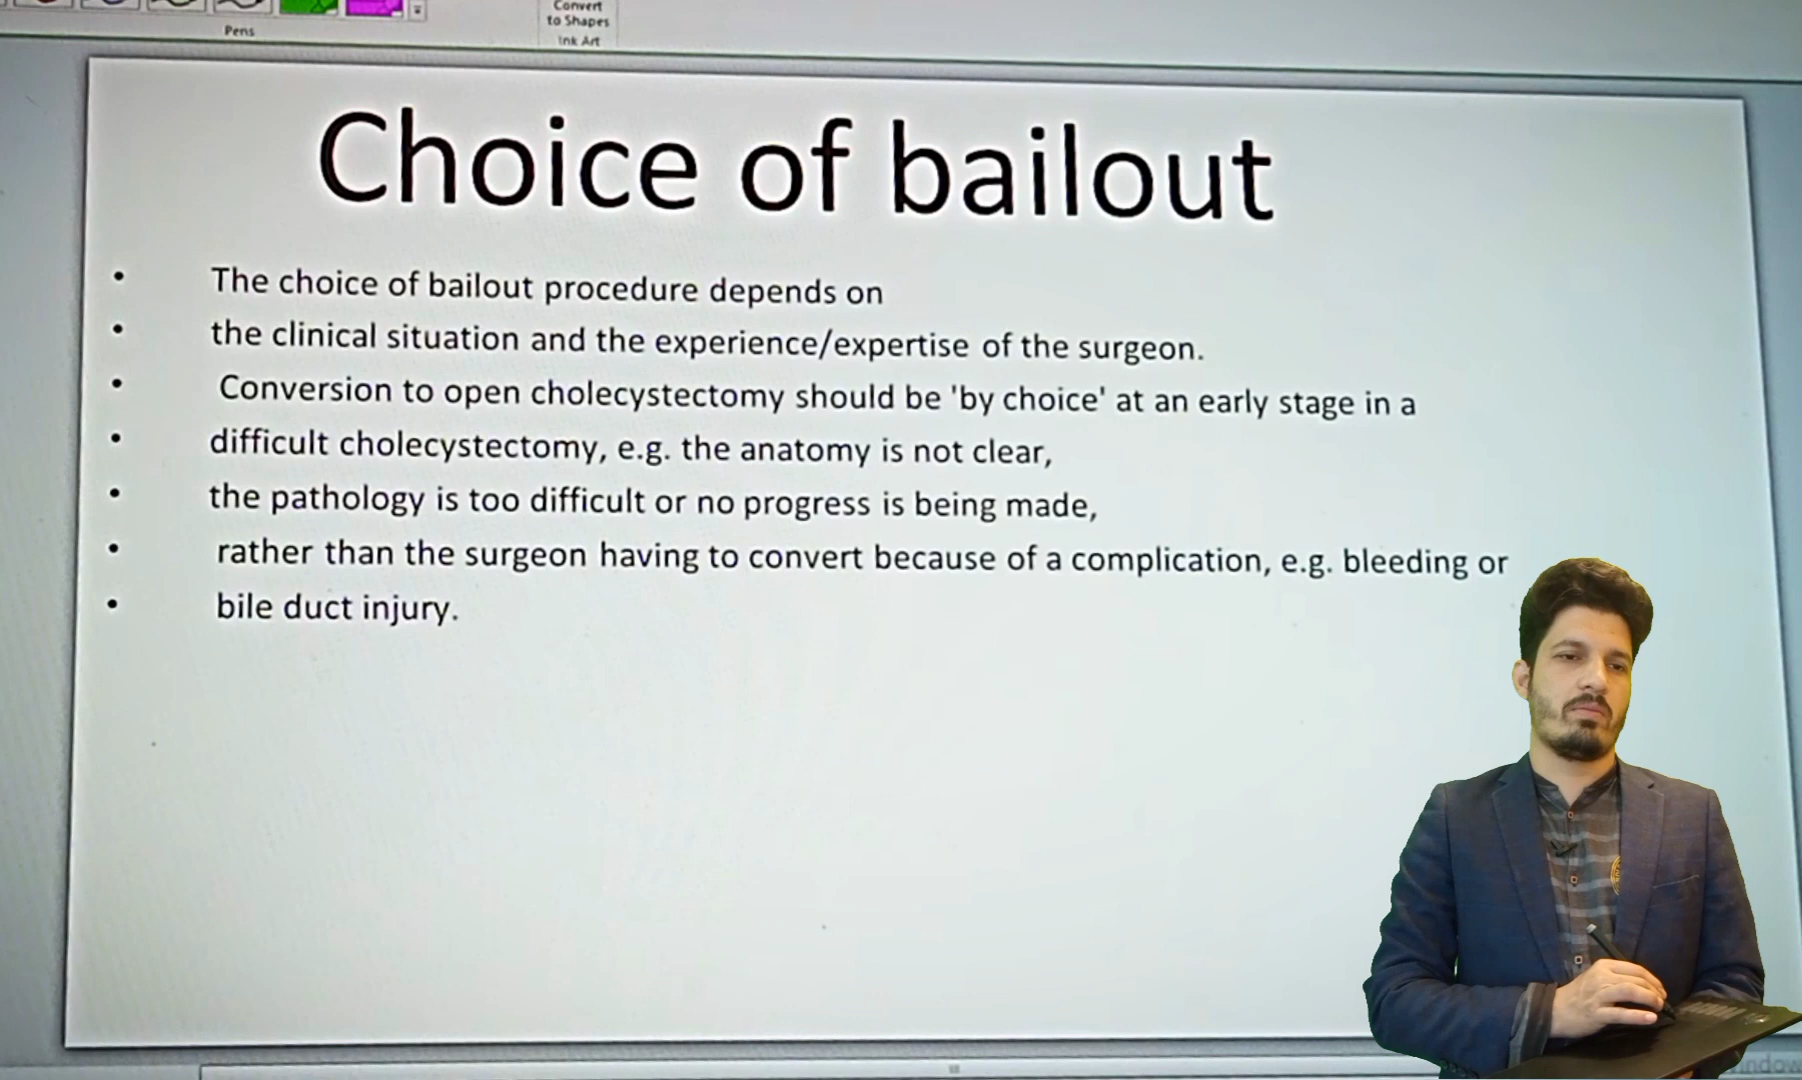 Convert
to Shapes
Pens
Ink Art
Choice of bailout
• The choice of bailout procedure depends on
• the clinical situation and the experience/expertise of the surgeon.
• Conversion to open cholecystectomy should be 'by choice' at an early stage in a
• difficult cholecystectomy, e.g. the anatomy is not clear,
• the pathology is too difficult or no progress is being made,
• rather than the surgeon having to convert because of a complication, e.g. bleeding or
• bile duct injury.